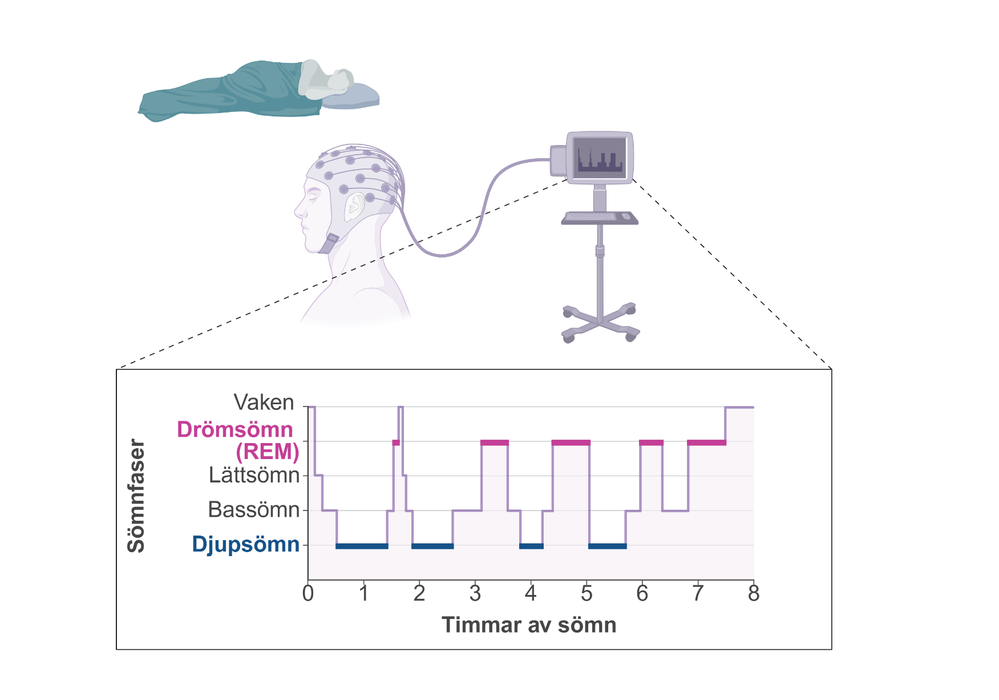 Sömnfaser
Vaken
Drömsömn
(REM)
Lättsömn
Bassömn
Djupsömn
0 1 2 3 4 5 6 7 8
Timmar av sömn